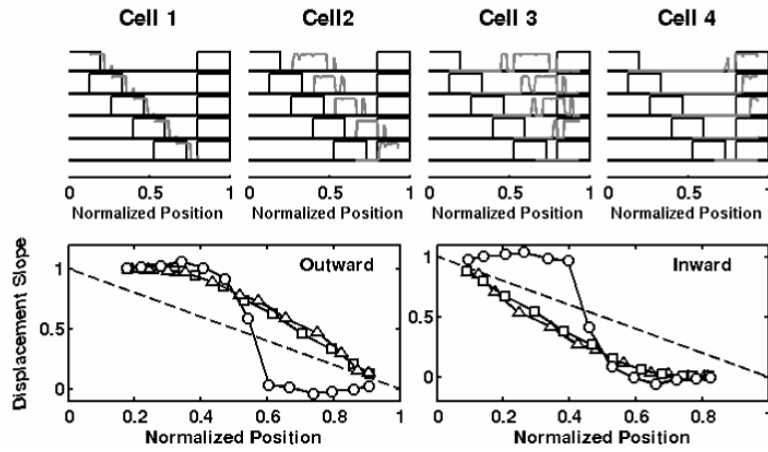 Cell 1
Cell2
Cell 3
Cell 4
0 0.5 1
0 0.5 1
0 0.5 1
0 0.5 1
Normalized Position
Normalized Position
Normalized Position
Normalized Position
Displacement Slope
1
0.5
0
Outward
0 0.2 0.4 0.6 0.8 1
Normalized Position
1
0.5
0
Inward
0 0.2 0.4 0.6 0.8
Normalized Position